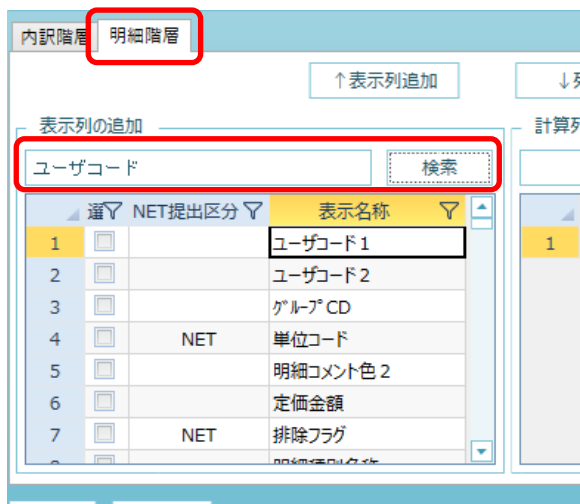 内訳階層 明細階層
↑表示列追加 ↓列
表示列の追加 計算列
ユーザコード 検索
選 NET提出区分 表示名称
1 ユーザコード1 1
2 ユーザコード2
3 グループCD
4 NET 単位コード
5 明細コメント色2
6 定価金額
7 NET 排除フラグ